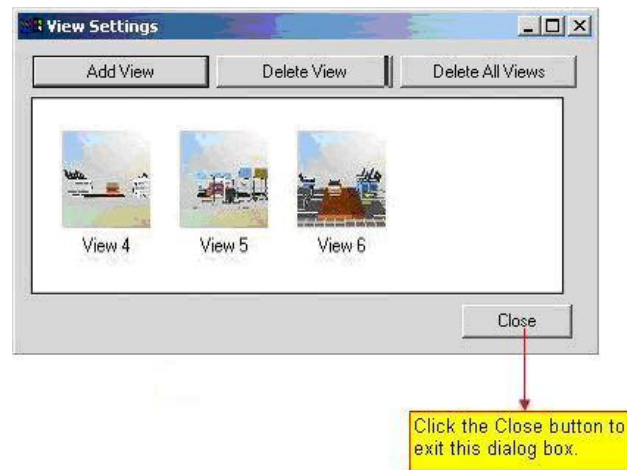 View Settings
Add View
Delete View
Delete All Views
View 4
View 5
View 6
Close
Click the Close button to
exit this dialog box.